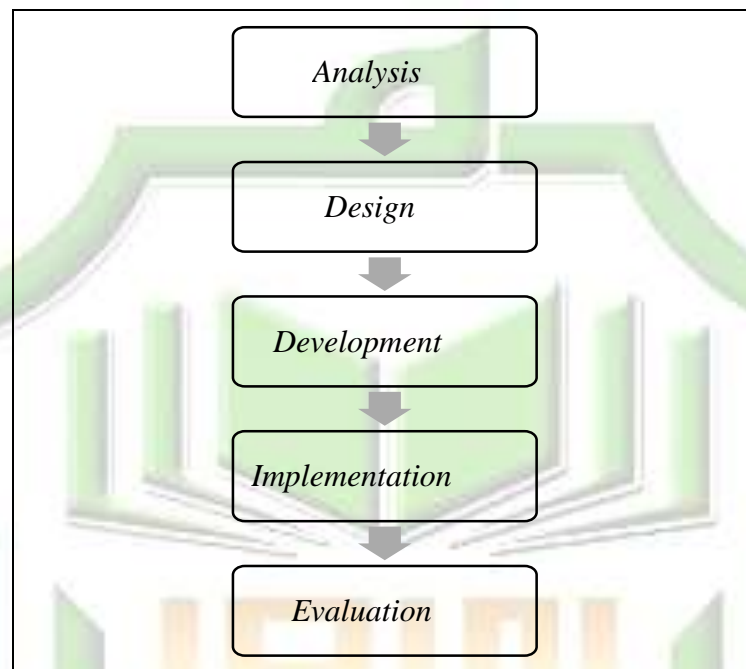 Analysis
Design
Development
Implementation
Evaluation